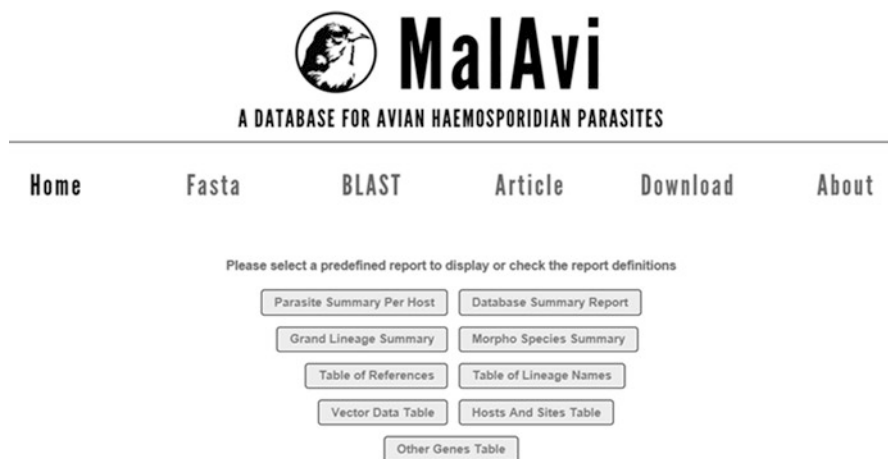 MalAvi
A DATABASE FOR AVIAN HAEMOSPORIDIAN PARASITES
Home Fasta BLAST Article Download About
Please select a predefined report to display or check the report definitions
Parasite Summary Per Host Database Summary Report
Grand Lineage Summary Morpho Species Summary
Table of References Table of Lineage Names
Vector Data Table Hosts And Sites Table
Other Genes Table